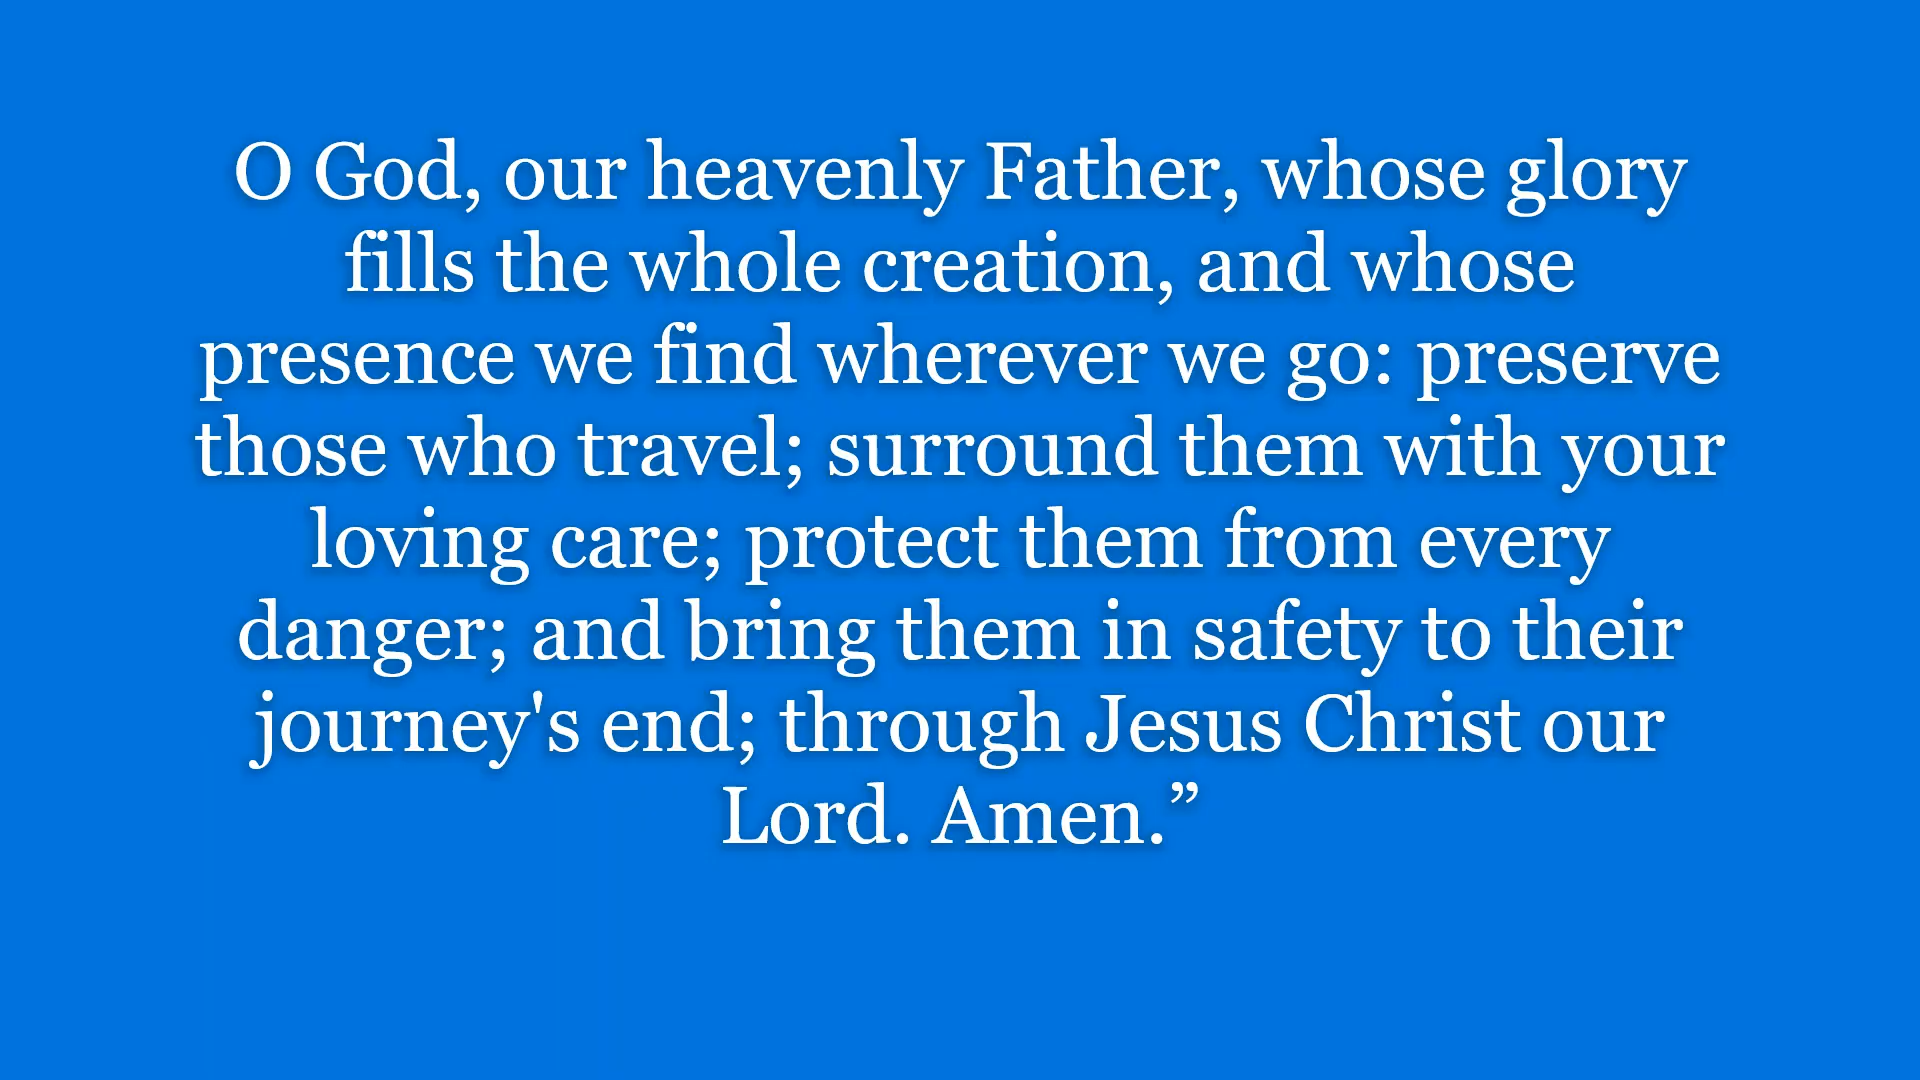 O God, our heavenly Father, whose glory
fills the whole creation, and whose
presence we find wherever we go: preserve
those who travel; surround them with your
loving care; protect them from every
danger; and bring them in safety to their
journey's end; through Jesus Christ our
Lord. Amen.”